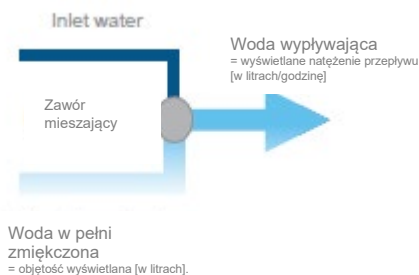 Inlet water
Woda wypływająca
= wyświetlane natężenie przepływu
[w litrach/godzinę]
Zawór
mieszający
Woda w pełni
zmiękczona
= objętość wyświetlana [w litrach].